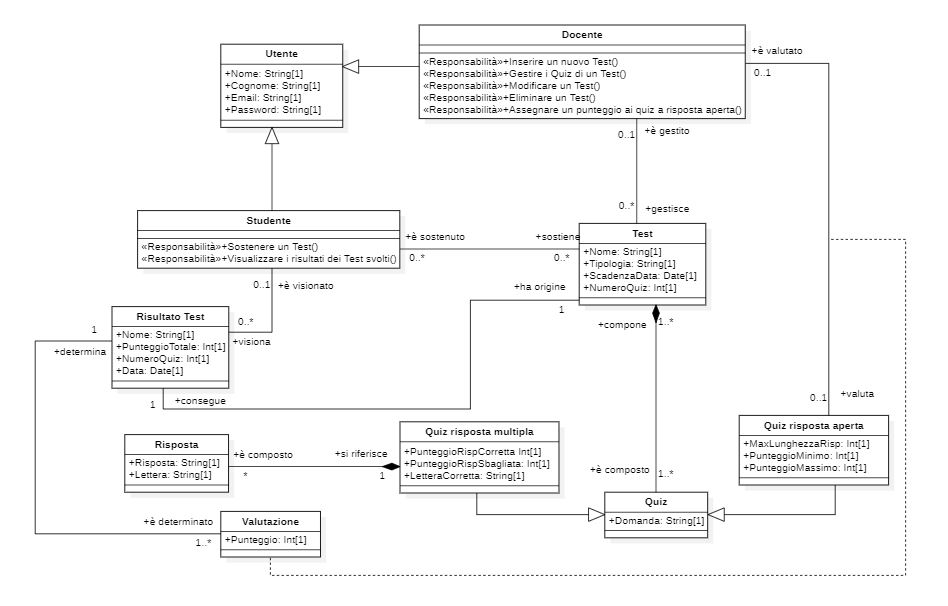 Docente
«Responsabilità»+Inserire un nuovo Test()
«Responsabilità»+Gestire i Quiz di un Test()
«Responsabilità»+Modificare un Test()
«Responsabilità»+Eliminare un Test()
«Responsabilità»+Assegnare un punteggio ai quiz a risposta aperta()
+è valutato
0..1
Utente
+Nome: String[1]
+Cognome: String[1]
+Email: String[1]
+Password: String[1]
0..1
+è gestito
0..*
+gestisce
Studente
«Responsabilità»+Sostenere un Test()
«Responsabilità»+Visualizzare i risultati dei Test svolti()
+è sostenuto
0..*
+sostiene
0..*
Test
+Nome: String[1]
+Tipologia: String[1]
+ScadenzaData: Date[1]
+NumeroQuiz: Int[1]
0..1
+è visionato
0..*
+visiona
+ha origine
1
+compone
1..*
Risultato Test
+Nome: String[1]
+PunteggioTotale: Int[1]
+NumeroQuiz: Int[1]
+Data: Date[1]
1
+determina
1
+consegue
0..1
+valuta
Risposta
+Risposta: String[1]
+Lettera: String[1]
+è composto
*
+si riferisce
1
Quiz risposta multipla
+PunteggioRispCorretta Int[1]
+PunteggioRispSbagliata: Int[1]
+LetteraCorretta: String[1]
Quiz risposta aperta
+MaxLunghezzaRisp: Int[1]
+PunteggioMinimo: Int[1]
+PunteggioMassimo: Int[1]
+è composto
1..*
Quiz
+Domanda: String[1]
+è determinato
1..*
Valutazione
+Punteggio: Int[1]